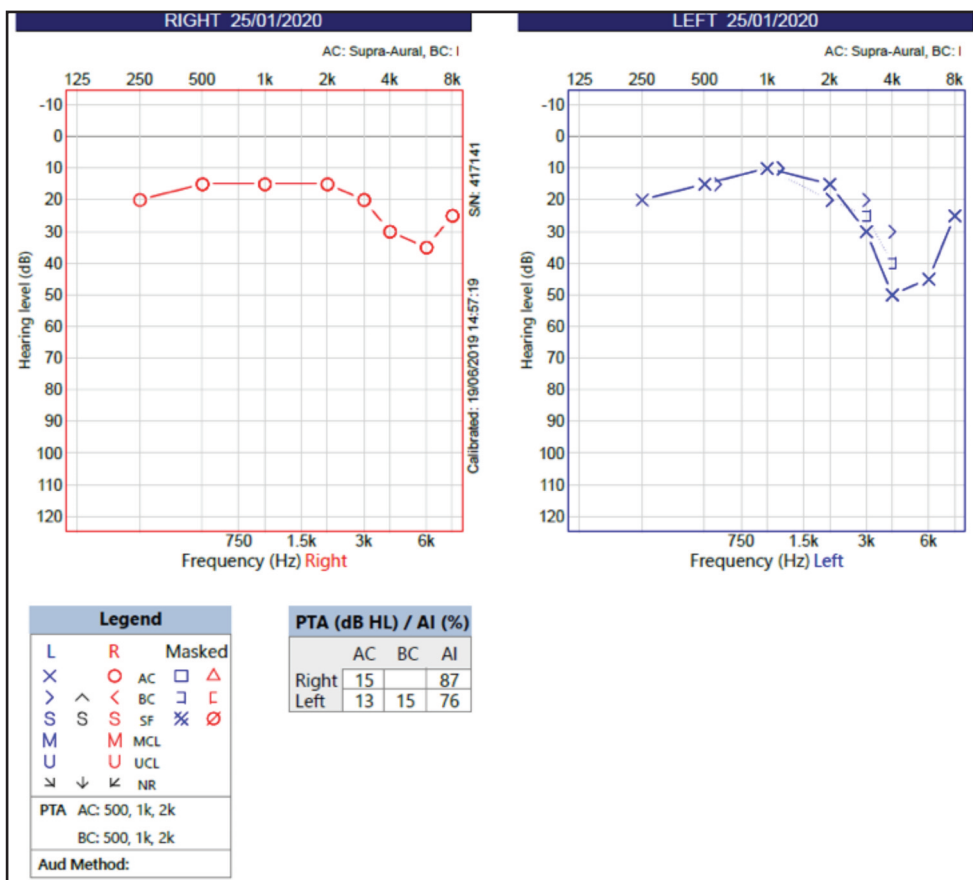 RIGHT 25/01/2020
AC: Supra-Aural, BC: I
125 250 500 1k 2k 4k 8k
-10
0
10
20
30
40
50
60
70
80
90
100
110
120
Hearing level (dB)
750 1.5k 3k 6k
Frequency (Hz) Right
S/N: 417141
Calibrated: 19/06/2019 14:57:19
LEFT 25/01/2020
AC: Supra-Aural, BC: I
125 250 500 1k 2k 4k 8k
-10
0
10
20
30
40
50
60
70
80
90
100
110
120
Hearing level (dB)
750 1.5k 3k 6k
Frequency (Hz) Left
Legend
L R Masked
AC
BC
S S S SF
M M MCL
U U UCL
NR
PTA AC: 500, 1k, 2k
BC: 500, 1k, 2k
Aud Method:
PTA (dB HL) / AI (%)
AC BC AI
Right 15 87
Left 13 15 76